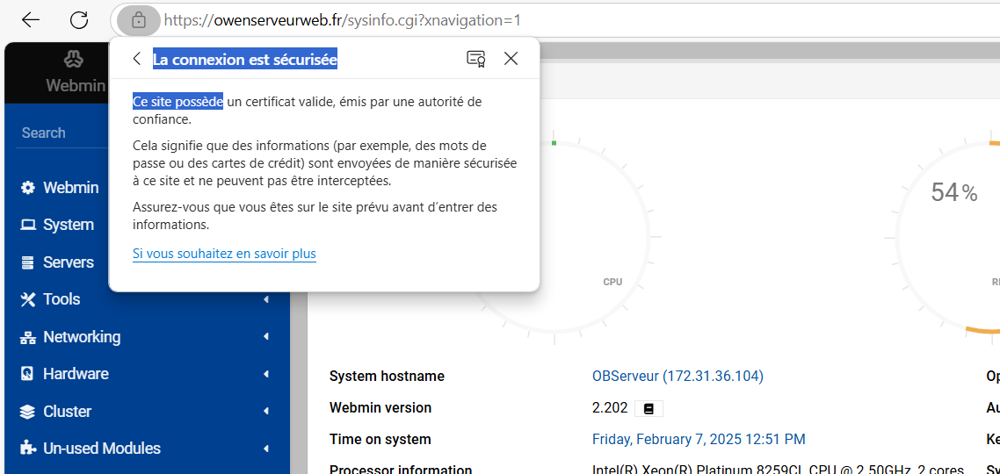 https://owenserveurweb.fr/sysinfo.cgi?xnavigation=1
La connexion est sécurisée
Webmin
Ce site possède un certificat valide, émis par une autorité de
confiance.
Cela signifie que des informations (par exemple, des mots de
passe ou des cartes de crédit) sont envoyées de manière sécurisée
à ce site et ne peuvent pas être interceptées.
Assurez-vous que vous êtes sur le site prévu avant d'entrer des
informations.
Si vous souhaitez en savoir plus
Search
Webmin
System
Servers
Tools
Networking
Hardware
Cluster
Un-used Modules
54%
CPU
System hostname OBServeur (172.31.36.104)
Webmin version 2.202
Time on system Friday, February 7, 2025 12:51 PM
Processor information Intel(R) Xeon(R) Platinum 8259CL CPU @ 2.50GHz, 2 cores